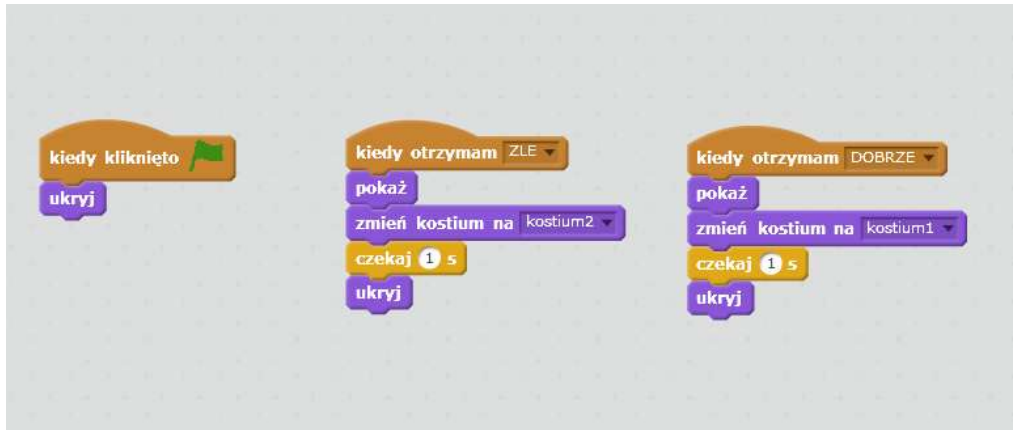 kiedy kliknięto
ukryj
kiedy otrzymam ZLE
pokaż
zmień kostium na kostium2
czekaj 1 s
ukryj
kiedy otrzymam DOBRZE
pokaż
zmień kostium na kostium1
czekaj 1 s
ukryj